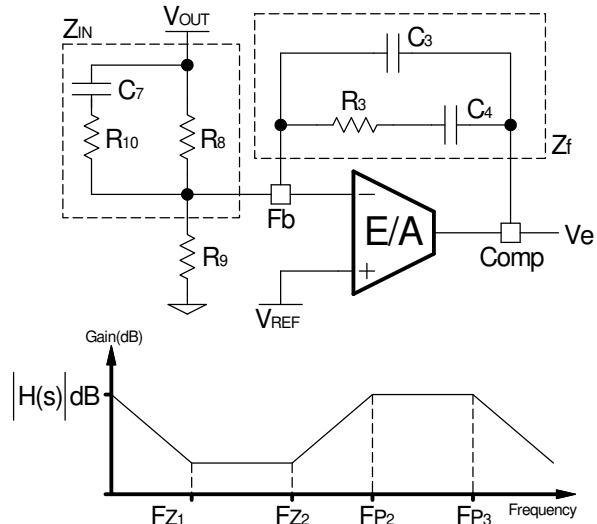 VOUT
ZIN
C7
R10
R8
R9
C3
R3
C4
Zf
Fb
E/A
−
+
Comp
Ve
VREF
Gain(dB)
|H(s)|dB
FZ1
FZ2
FP2
FP3
Frequency